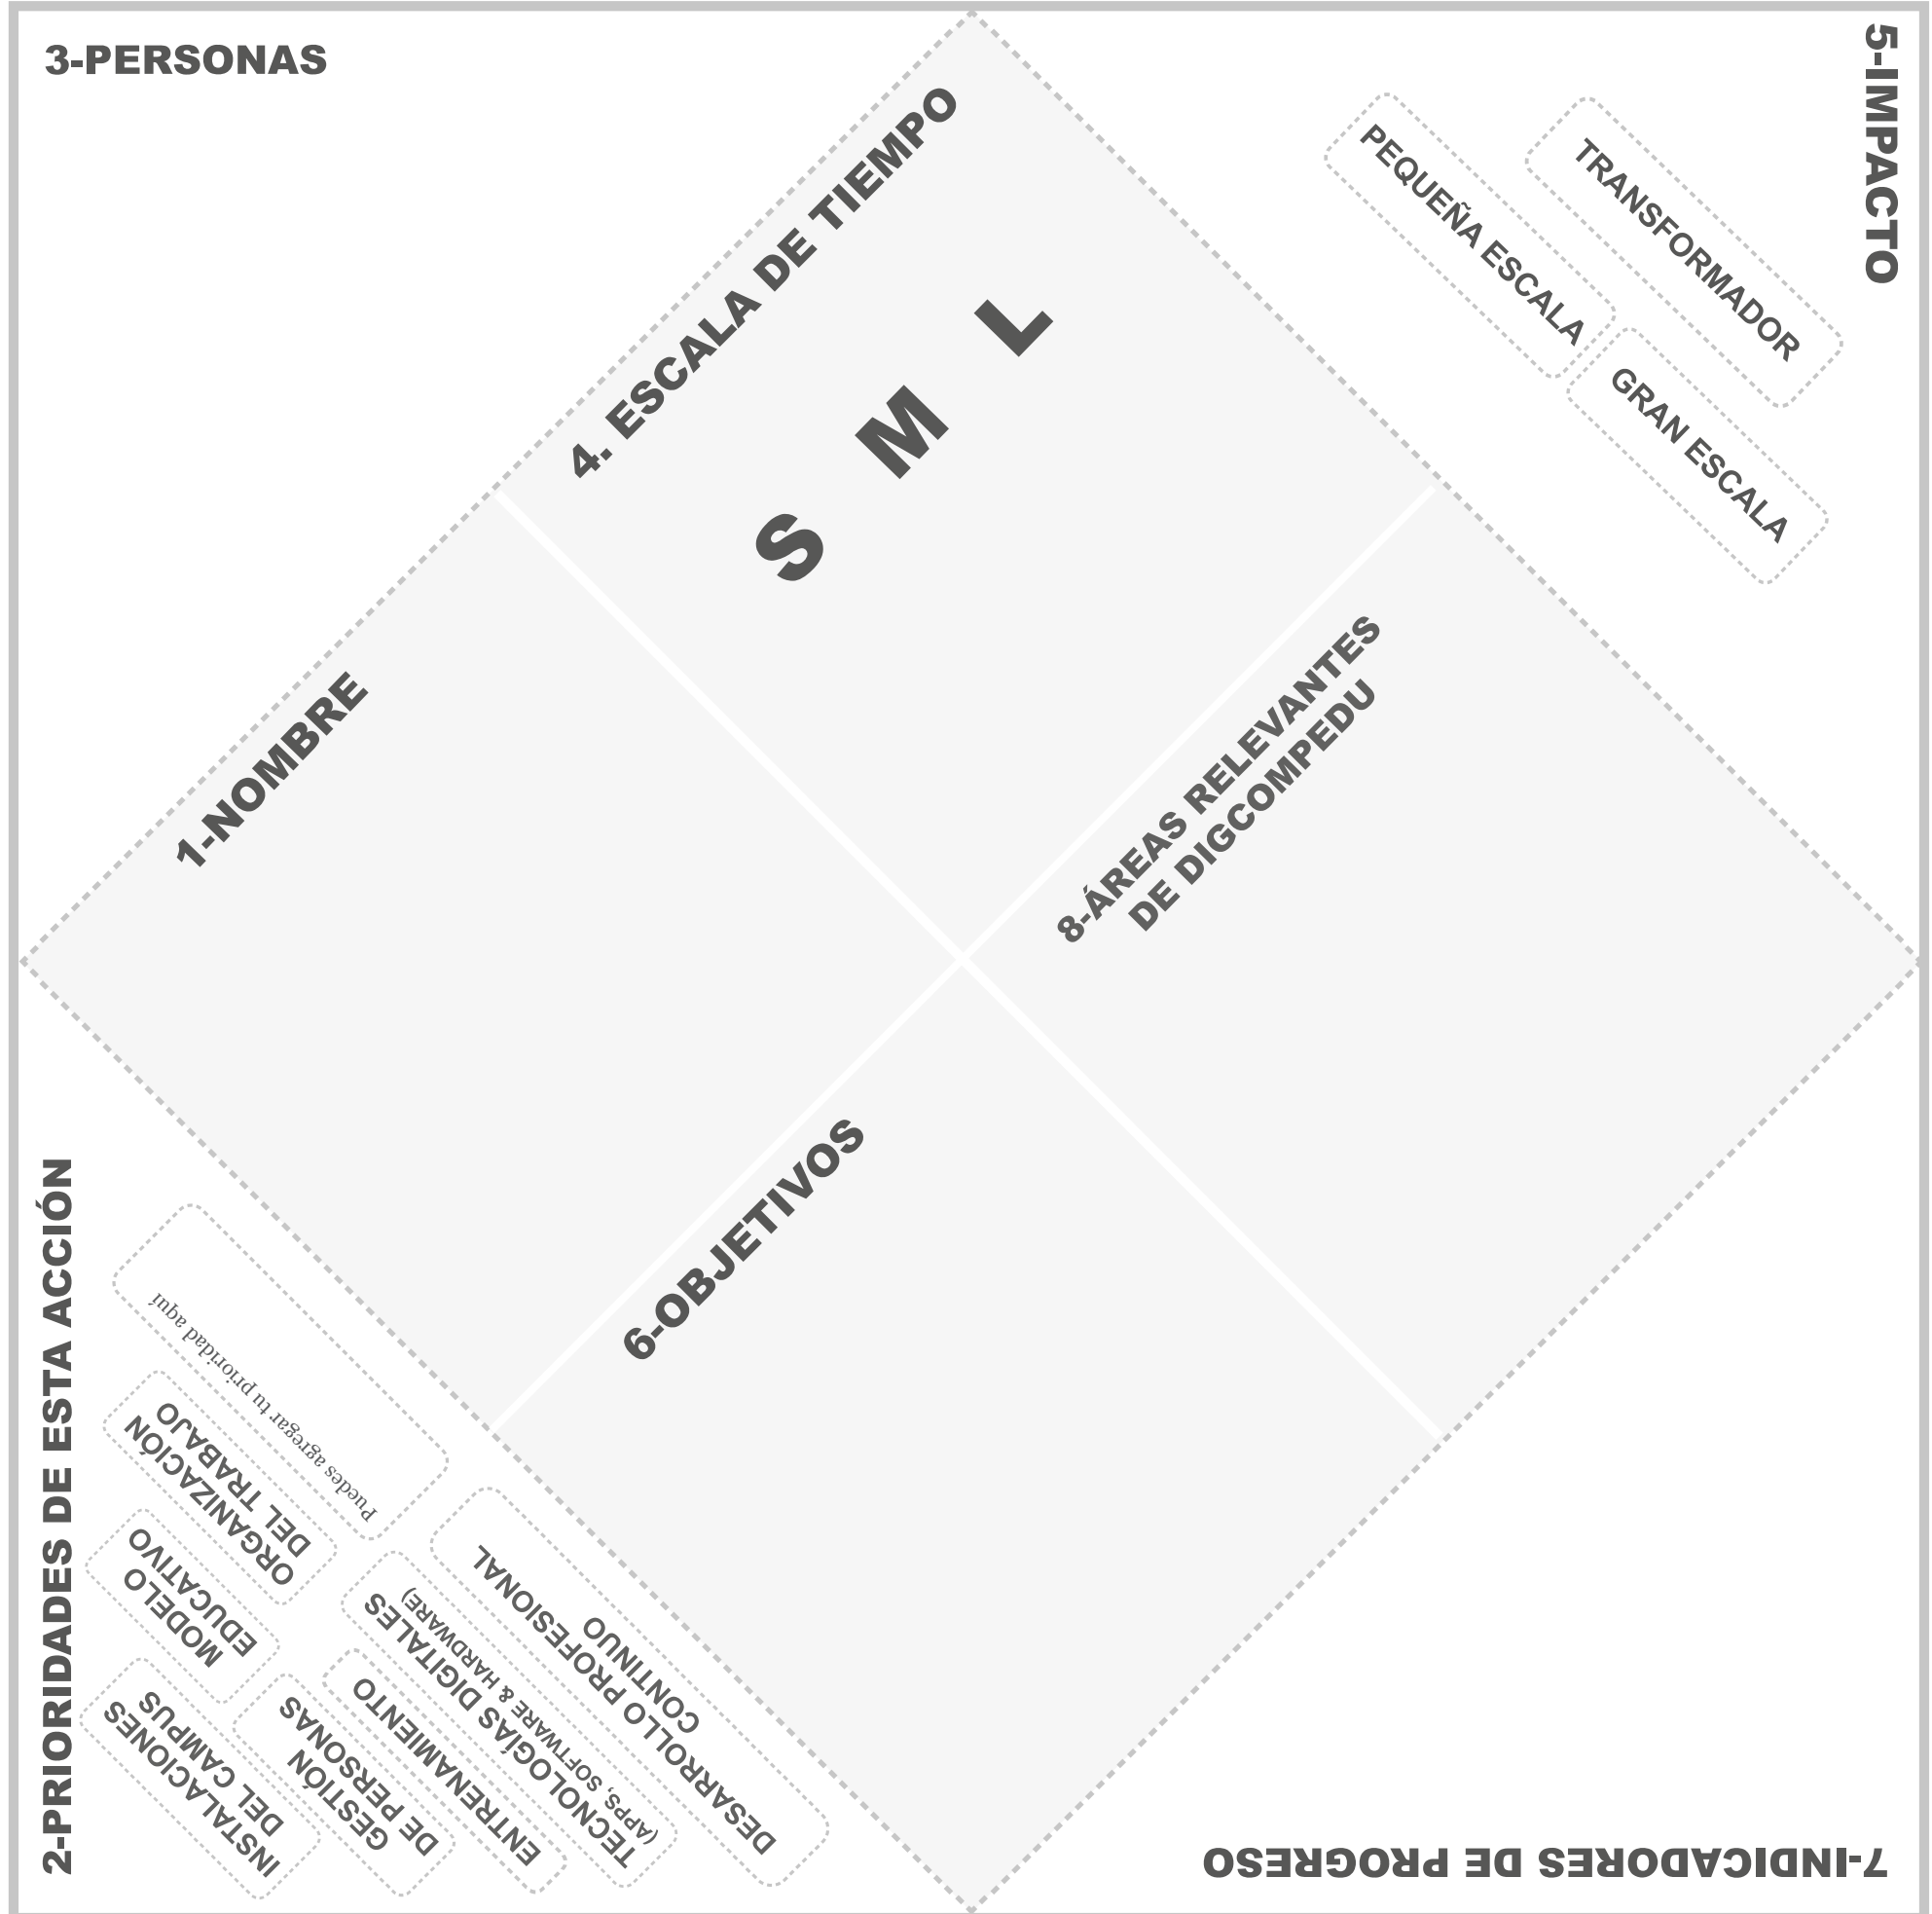 3-PERSONAS
5-IMPACTO
PEQUEÑA ESCALA
TRANSFORMADOR
GRAN ESCALA
4. ESCALA DE TIEMPO
S M L
1-NOMBRE
8-ÁREAS RELEVANTES
DE DIGCOMPEDU
6-OBJETIVOS
2-PRIORIDADES DE ESTA ACCIÓN
Puedes agregar tu prioridad aquí
ORGANIZACIÓN
DEL TRABAJO
MODELO
EDUCATIVO
INSTALACIONES
DEL CAMPUS
GESTIÓN
DE PERSONAS
ENTRENAMIENTO
TECNOLOGÍAS DIGITALES
(APPS, SOFTWARE & HARDWARE)
DESARROLLO PROFESIONAL
CONTINUO
7-INDICADORES DE PROGRESO